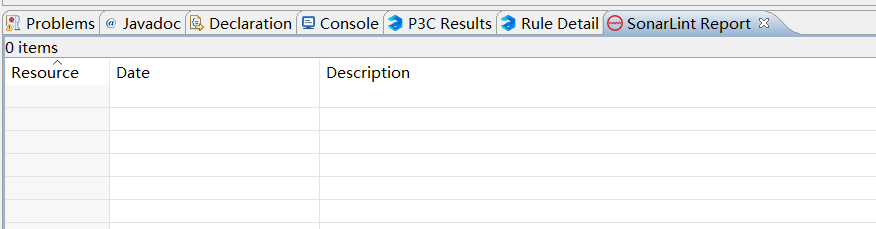 Problems @ Javadoc Declaration Console P3C Results Rule Detail SonarLint Report
0 items
Resource Date Description